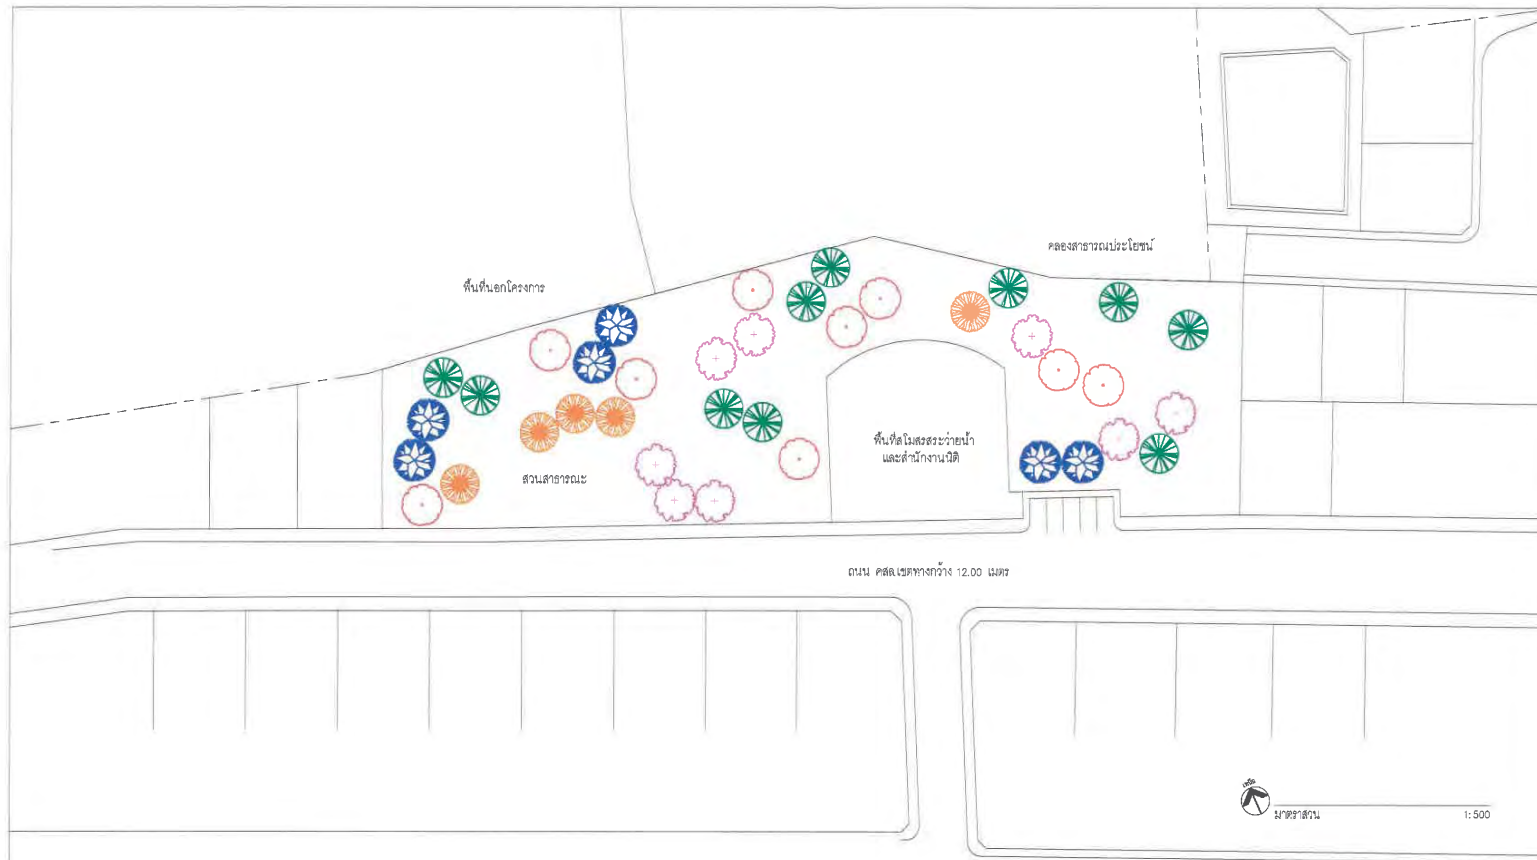 คลองสาธารณประโยชน์
พื้นที่นอกโครงการ
พื้นที่สโมสรสระว่ายน้ำ
และสำนักงานนิติ
สวนสาธารณะ
ถนน คสล.เขตทางกว้าง 12.00 เมตร
เหนือ
มาตราส่วน 1:500